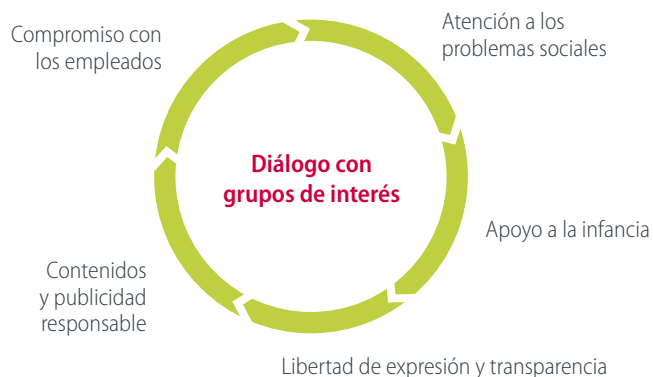 Compromiso con
los empleados
Atención a los
problemas sociales
Diálogo con
grupos de interés
Apoyo a la infancia
Contenidos
y publicidad
responsable
Libertad de expresión y transparencia